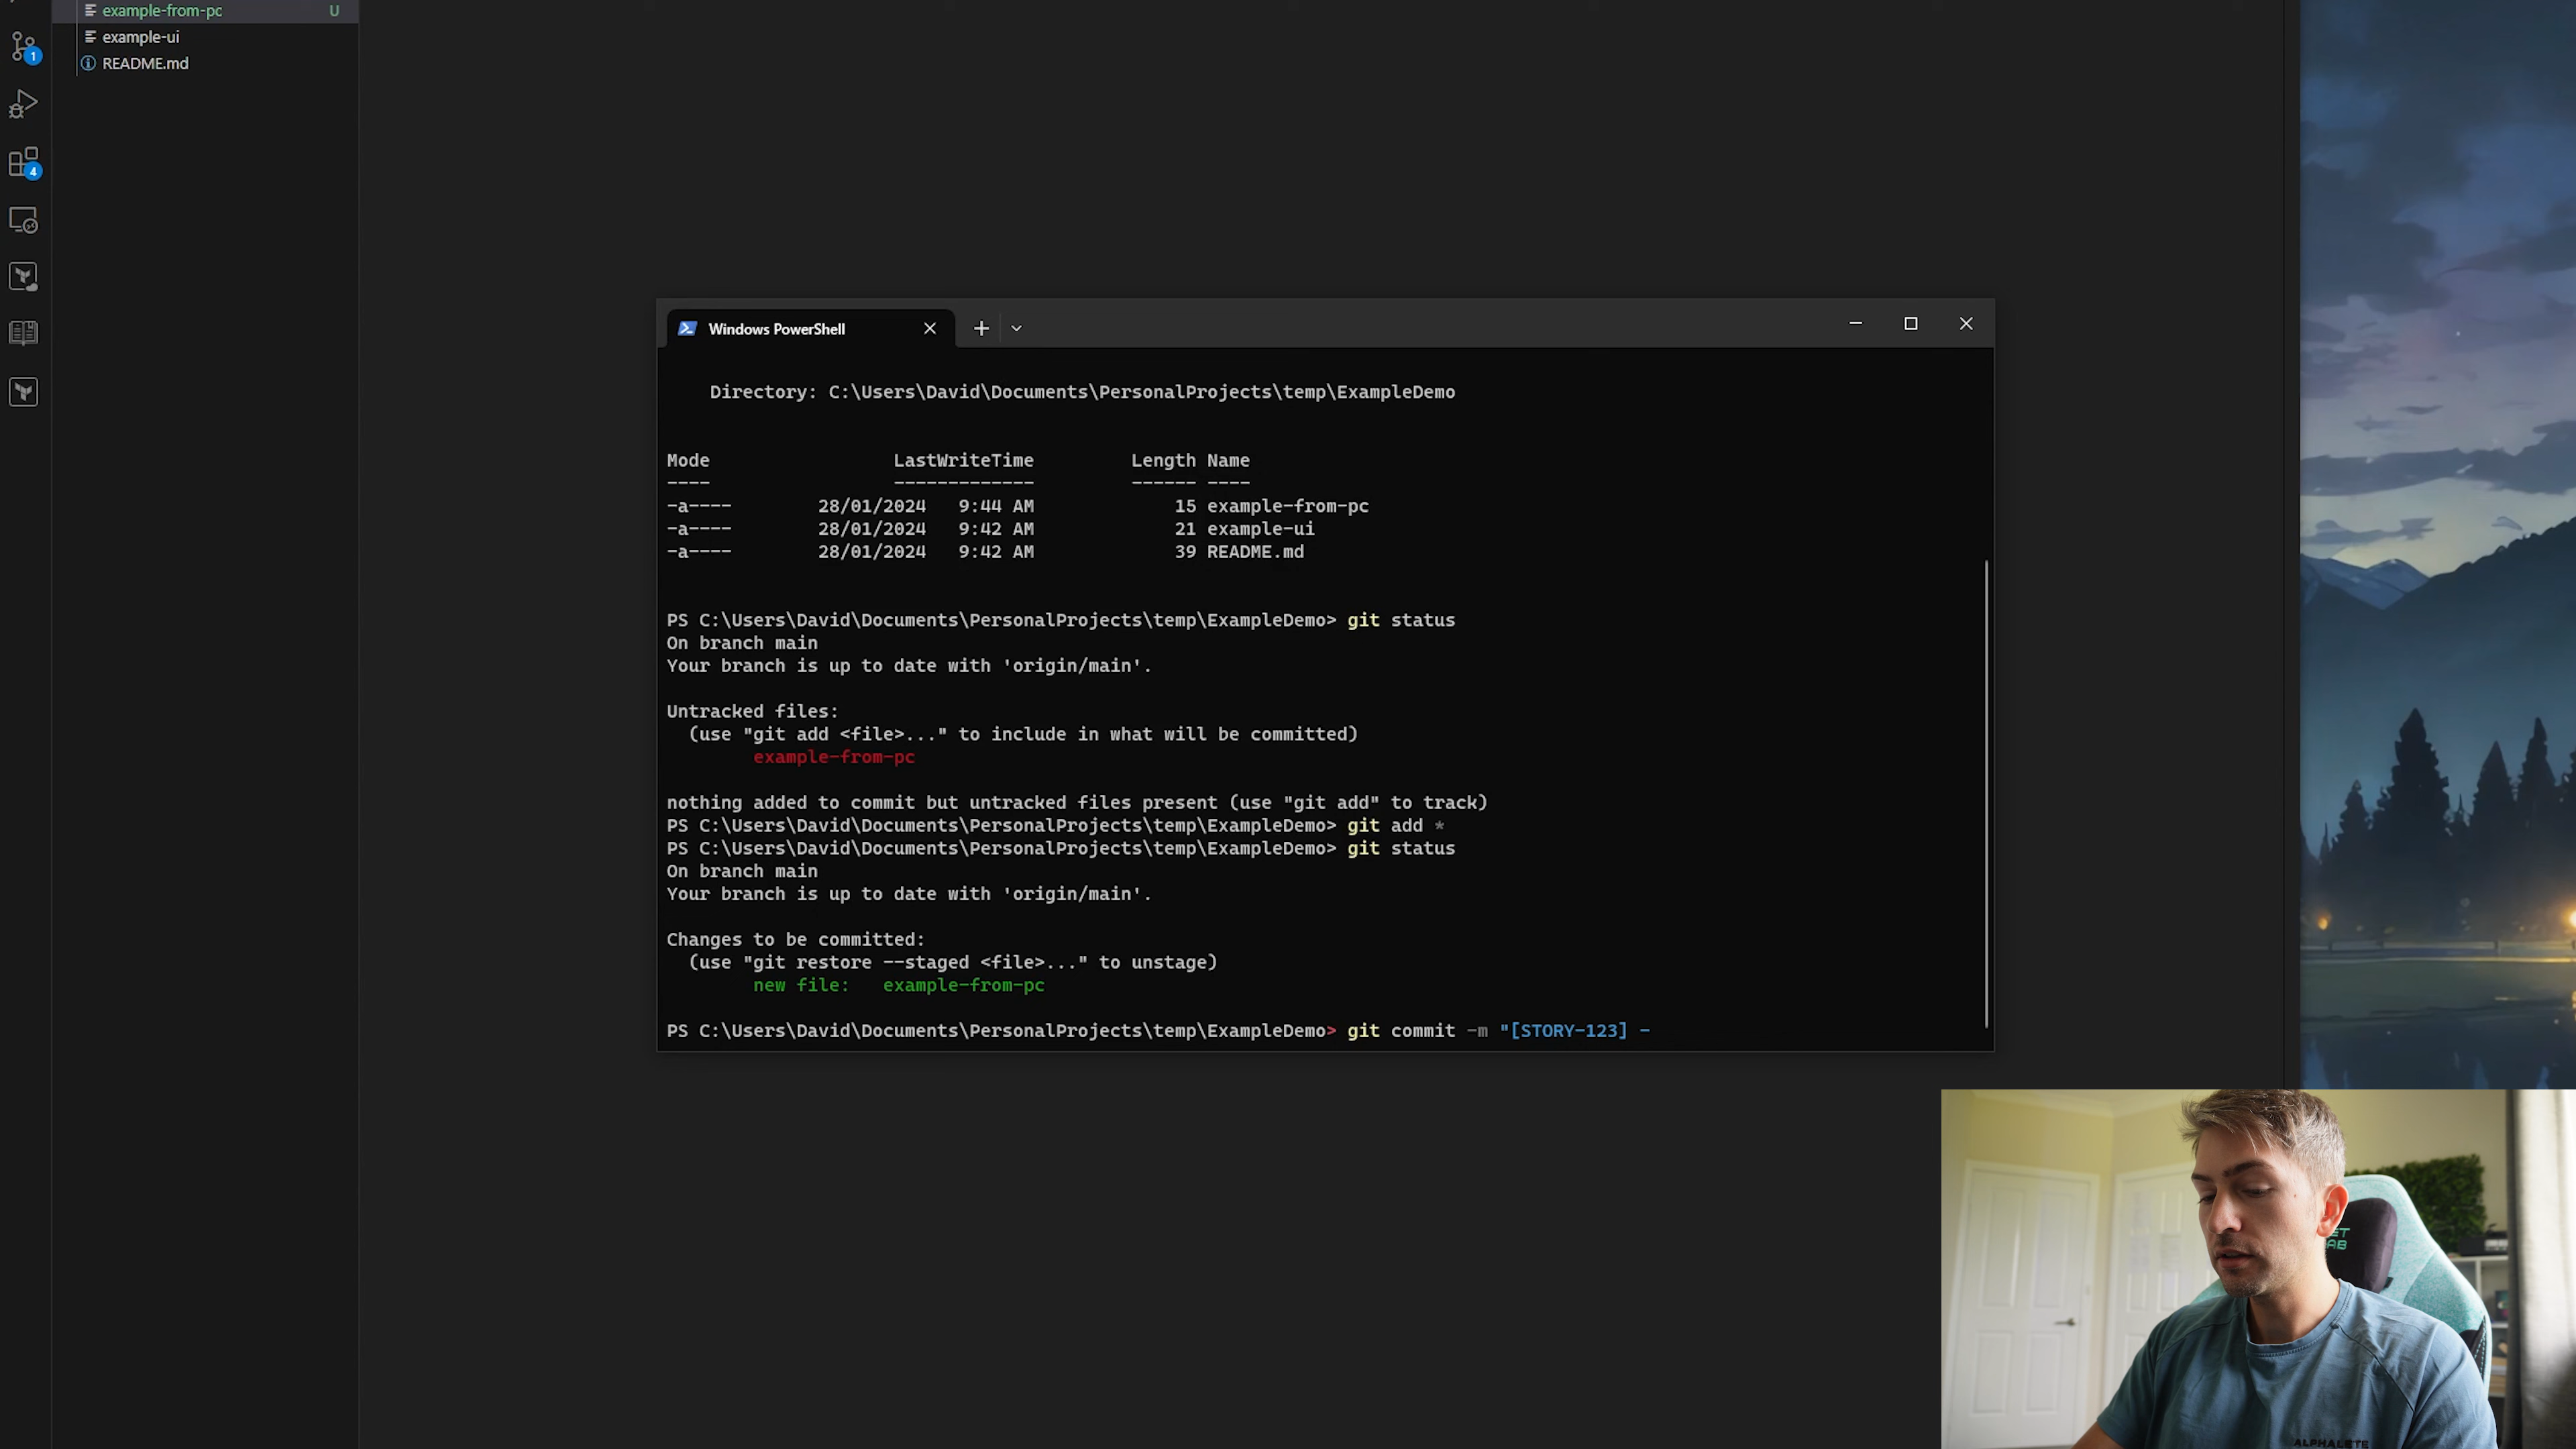 example-from-pc U
example-ui
README.md
1
4
Windows PowerShell
Directory: C:\Users\David\Documents\PersonalProjects\temp\ExampleDemo
Mode LastWriteTime Length Name
---- ------------- ------ ----
-a---- 28/01/2024 9:44 AM 15 example-from-pc
-a---- 28/01/2024 9:42 AM 21 example-ui
-a---- 28/01/2024 9:42 AM 39 README.md
PS C:\Users\David\Documents\PersonalProjects\temp\ExampleDemo> git status
On branch main
Your branch is up to date with 'origin/main'.
Untracked files:
(use "git add <file>..." to include in what will be committed)
example-from-pc
nothing added to commit but untracked files present (use "git add" to track)
PS C:\Users\David\Documents\PersonalProjects\temp\ExampleDemo> git add *
PS C:\Users\David\Documents\PersonalProjects\temp\ExampleDemo> git status
On branch main
Your branch is up to date with 'origin/main'.
Changes to be committed:
(use "git restore --staged <file>..." to unstage)
new file: example-from-pc
PS C:\Users\David\Documents\PersonalProjects\temp\ExampleDemo> git commit -m "[STORY-123] -
ALPHALETE